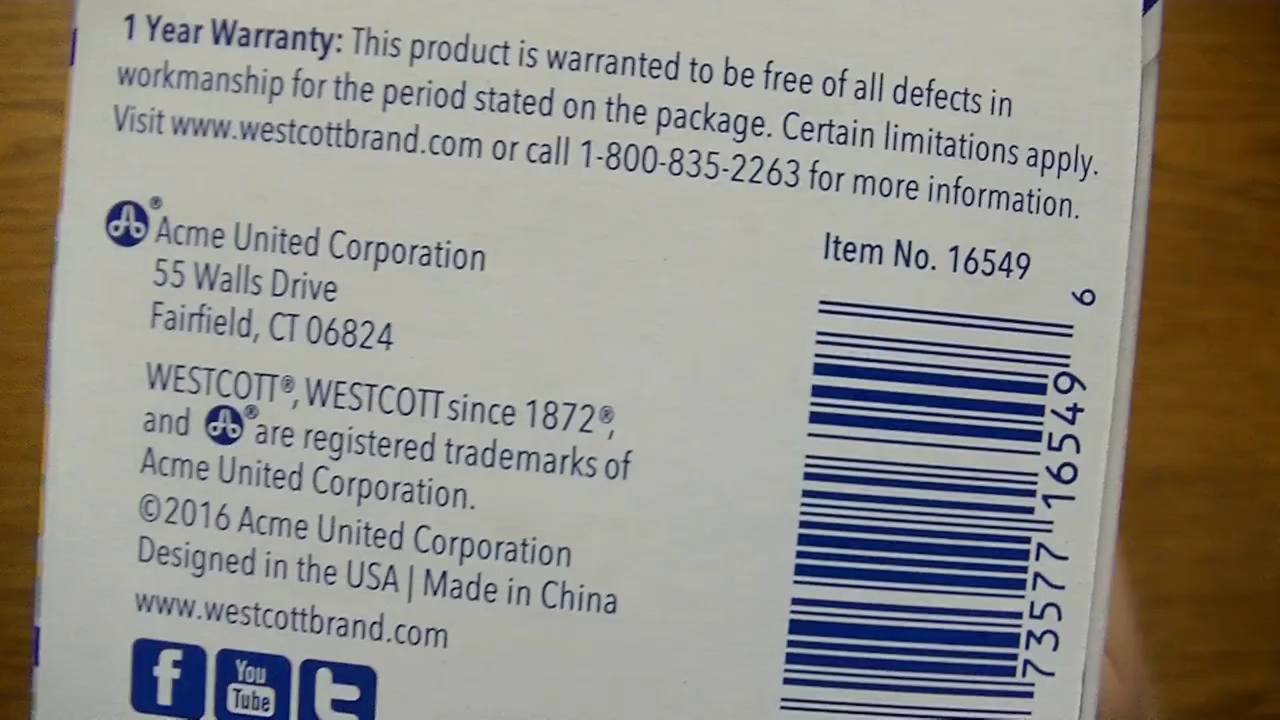 1 Year Warranty: This product is warranted to be free of all defects in
workmanship for the period stated on the package. Certain limitations apply.
Visit www.westcottbrand.com or call 1-800-835-2263 for more information.
®
Acme United Corporation
55 Walls Drive
Fairfield, CT 06824
Item No. 16549
WESTCOTT®, WESTCOTT since 1872®,
and ® are registered trademarks of
Acme United Corporation.
©2016 Acme United Corporation
Designed in the USA | Made in China
www.westcottbrand.com
f
You
Tube
t
73577 16549 6